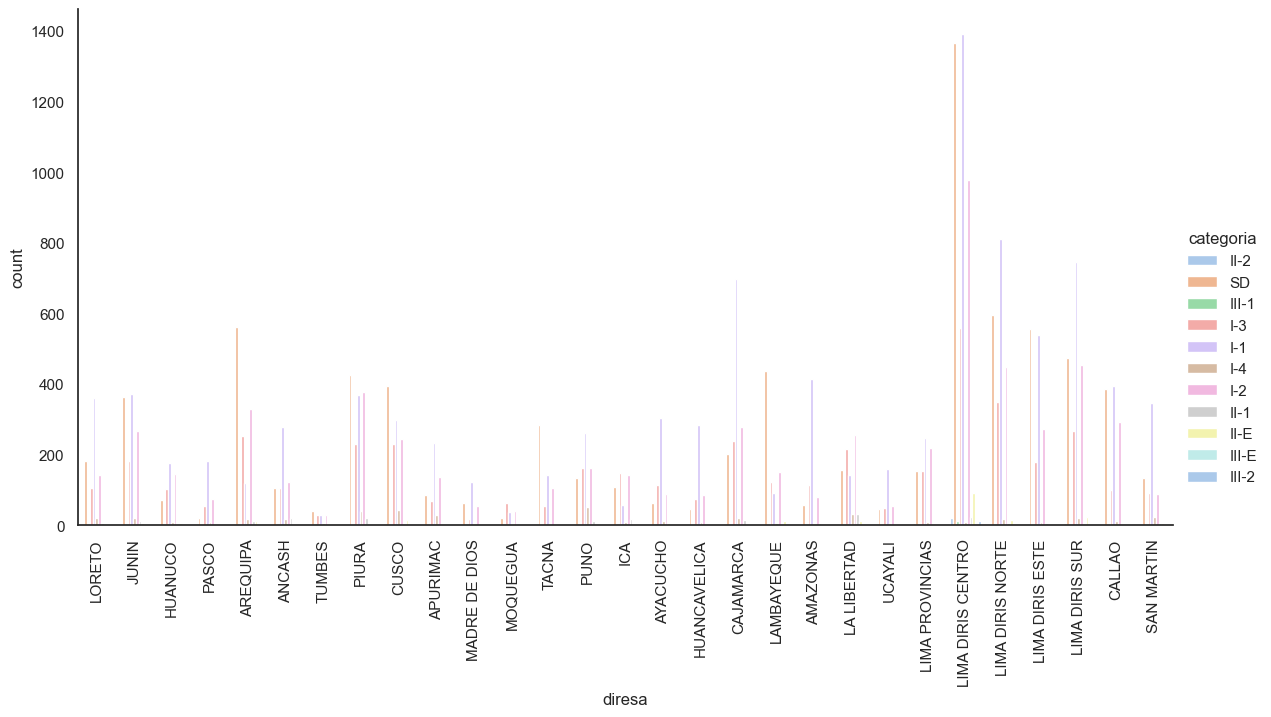 1400
1200
1000
800
600
400
200
0
count
LORETO
JUNIN
HUANUCO
PASCO
AREQUIPA
ANCASH
TUMBES
PIURA
CUSCO
APURIMAC
MADRE DE DIOS
MOQUEGUA
TACNA
PUNO
ICA
AYACUCHO
HUANCAVELICA
CAJAMARCA
LAMBAYEQUE
AMAZONAS
LA LIBERTAD
UCAYALI
LIMA PROVINCIAS
LIMA DIRIS CENTRO
LIMA DIRIS NORTE
LIMA DIRIS ESTE
LIMA DIRIS SUR
CALLAO
SAN MARTIN
diresa
categoria
II-2
SD
III-1
I-3
I-1
I-4
I-2
II-1
II-E
III-E
III-2